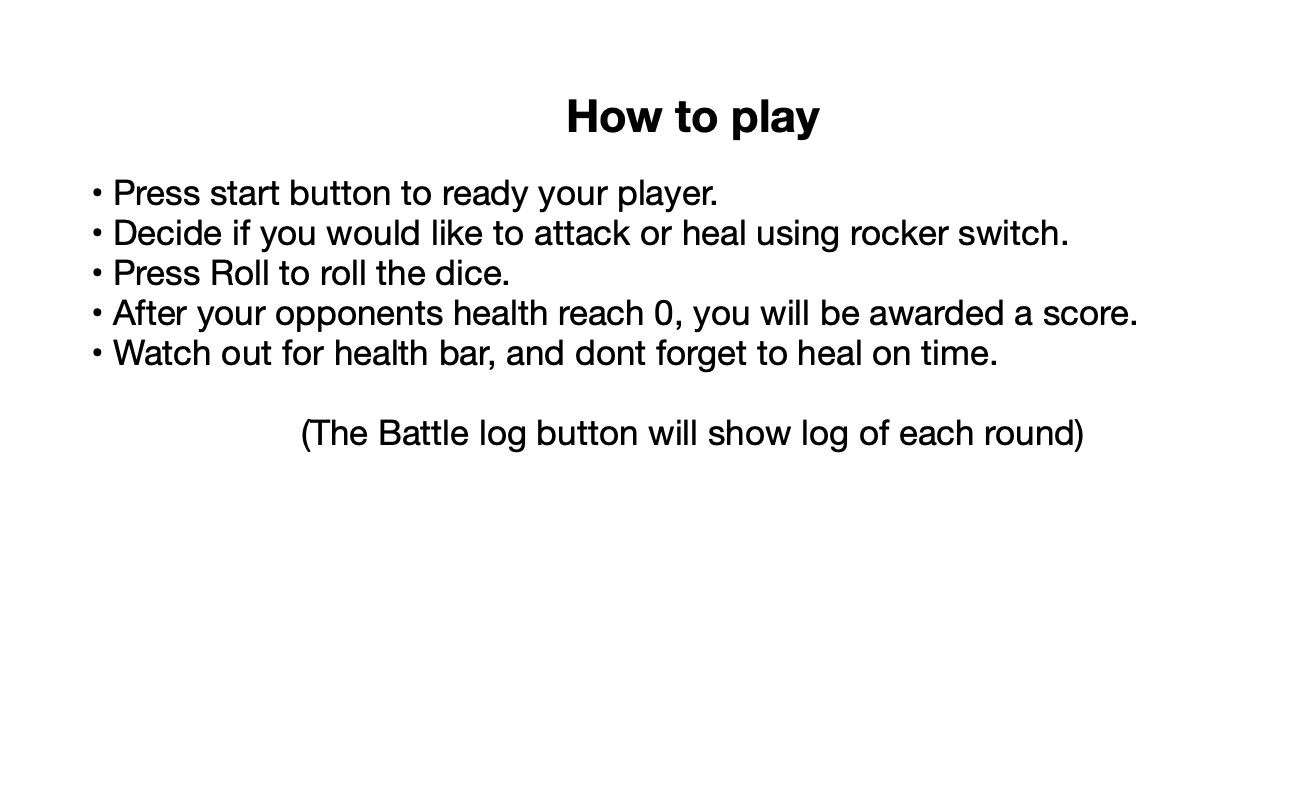 How to play
• Press start button to ready your player.
• Decide if you would like to attack or heal using rocker switch.
• Press Roll to roll the dice.
• After your opponents health reach 0, you will be awarded a score.
• Watch out for health bar, and dont forget to heal on time.
(The Battle log button will show log of each round)